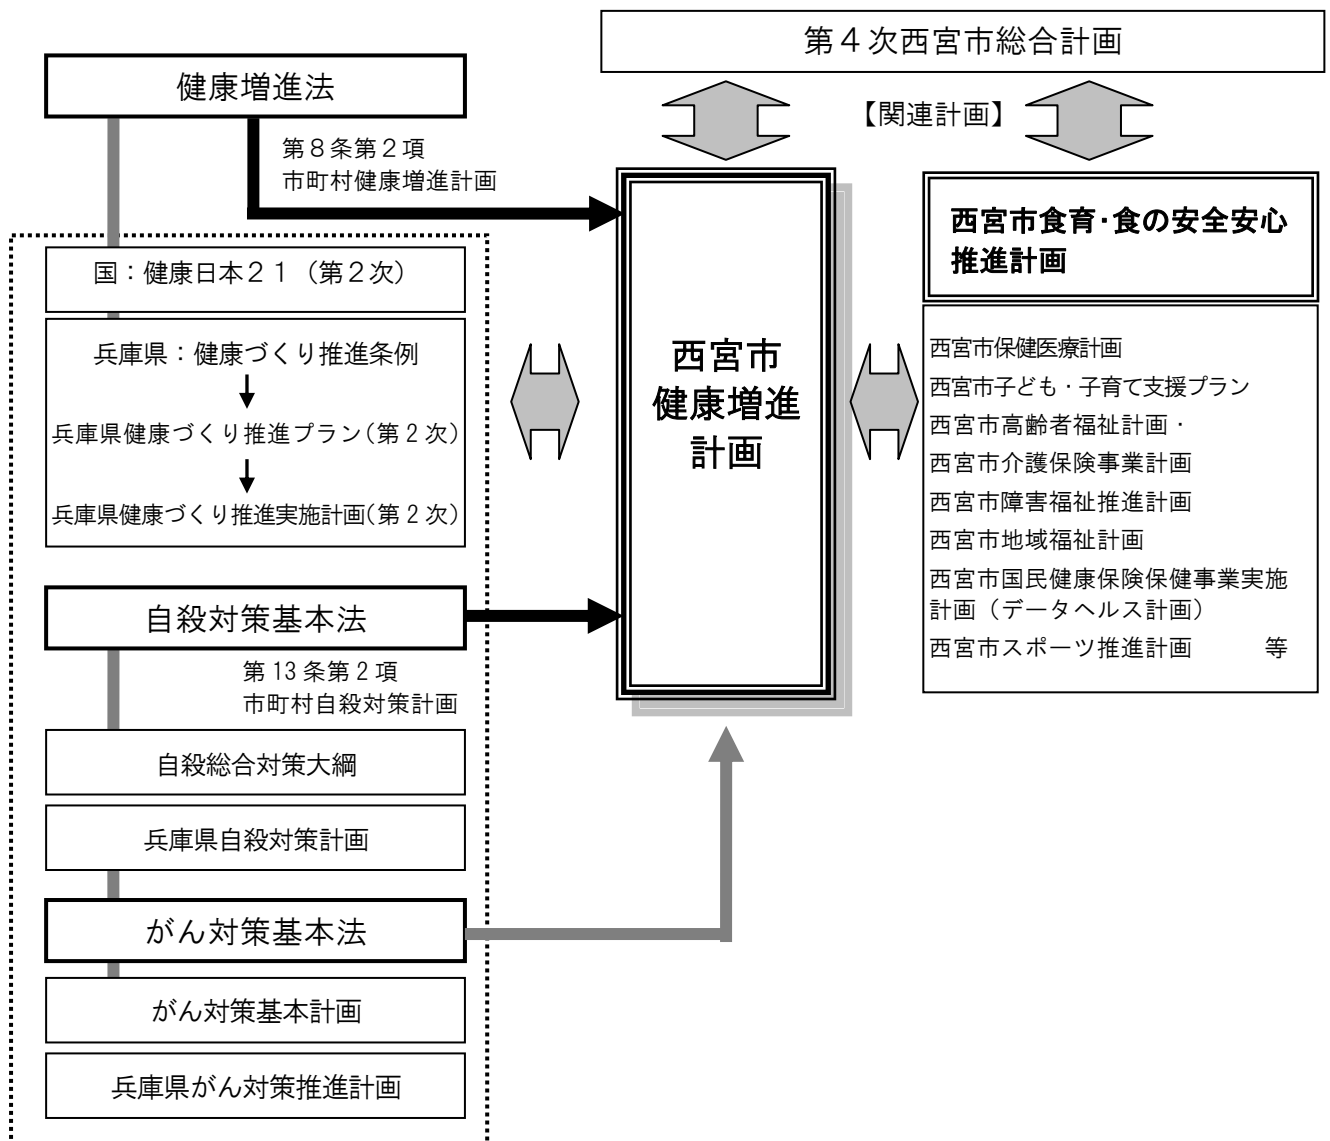 第４次西宮市総合計画
健康増進法
【関連計画】
第８条第２項
市町村健康増進計画
西宮市食育・食の安全安心
推進計画
国：健康日本２１（第２次）
兵庫県：健康づくり推進条例
兵庫県健康づくり推進プラン(第２次)
兵庫県健康づくり推進実施計画(第２次)
西宮市
健康増進
計画
西宮市保健医療計画
西宮市子ども・子育て支援プラン
西宮市高齢者福祉計画・
西宮市介護保険事業計画
西宮市障害福祉推進計画
西宮市地域福祉計画
西宮市国民健康保険保健事業実施
計画（データヘルス計画）
西宮市スポーツ推進計画　　　等
自殺対策基本法
第 13 条第２項
市町村自殺対策計画
自殺総合対策大綱
兵庫県自殺対策計画
がん対策基本法
がん対策基本計画
兵庫県がん対策推進計画